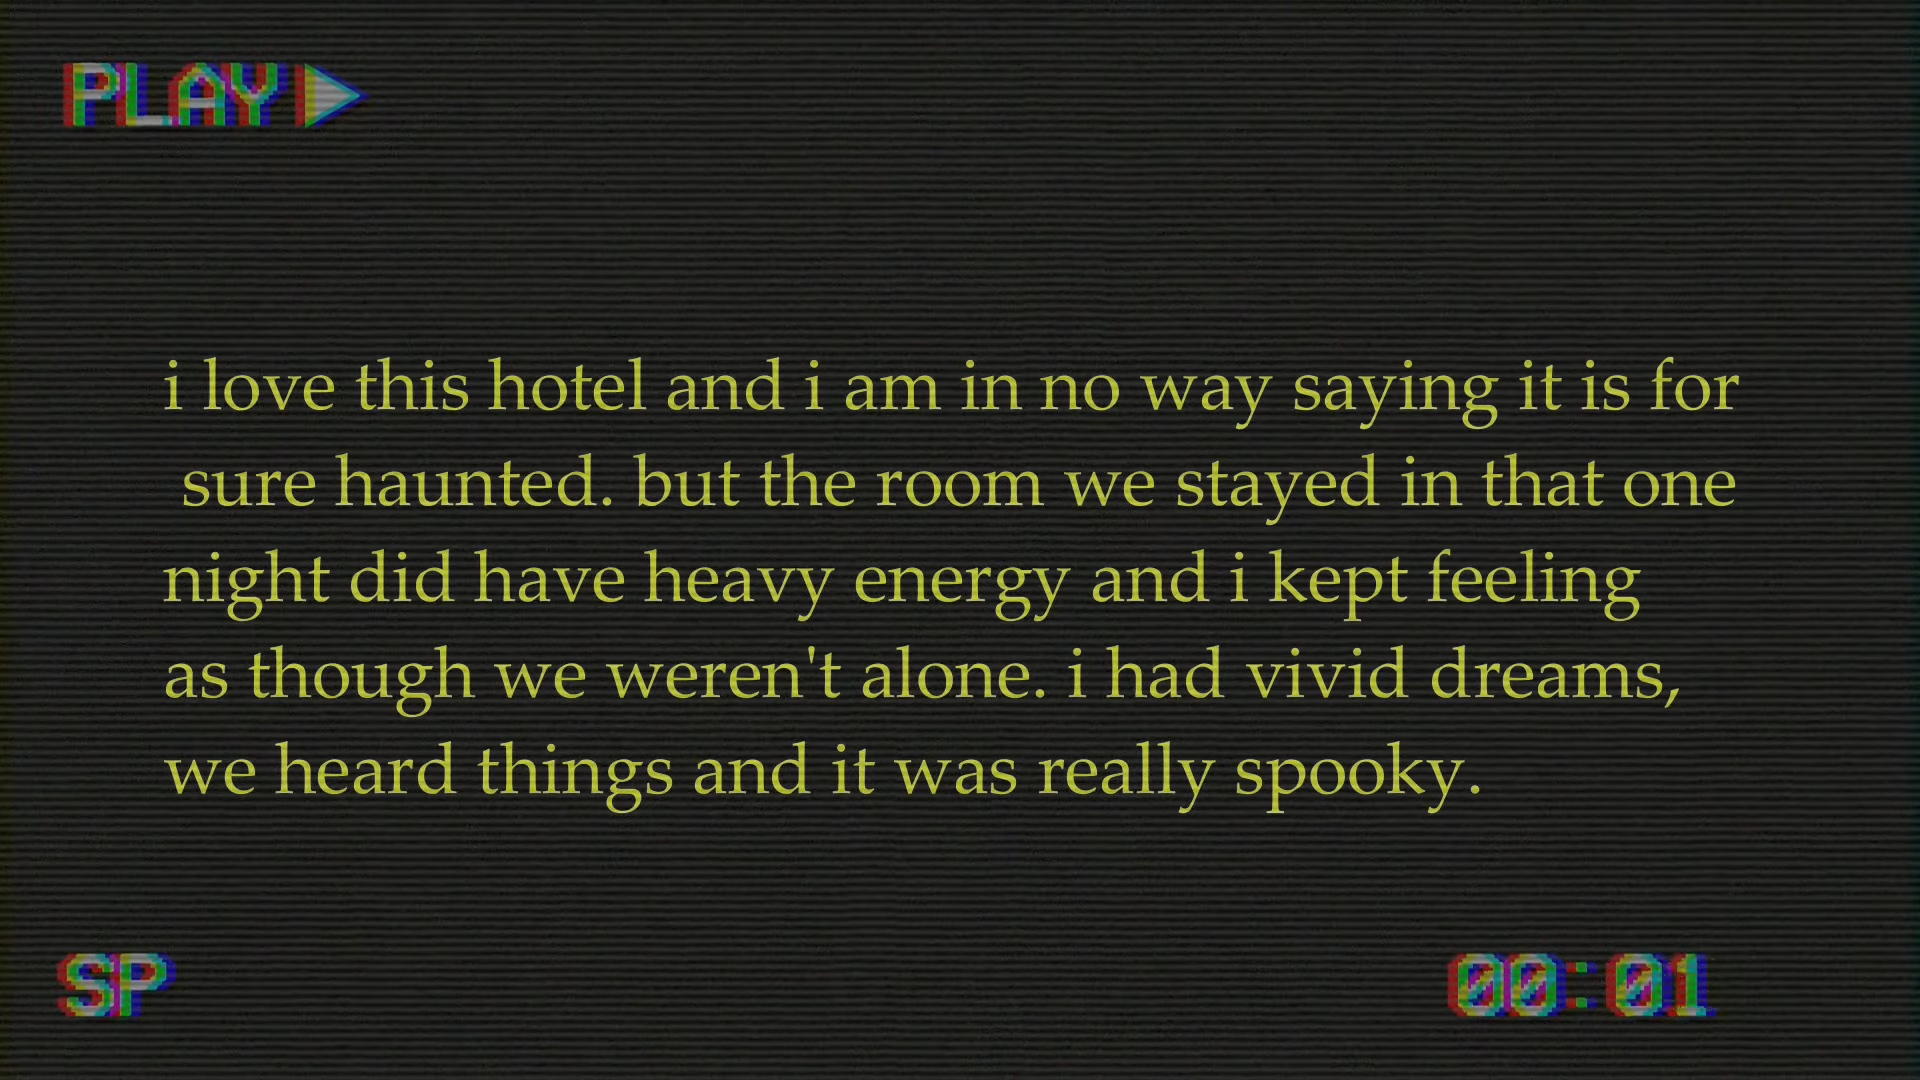 PLAY
i love this hotel and i am in no way saying it is for
sure haunted. but the room we stayed in that one
night did have heavy energy and i kept feeling
as though we weren't alone. i had vivid dreams,
we heard things and it was really spooky.
SP
00:01